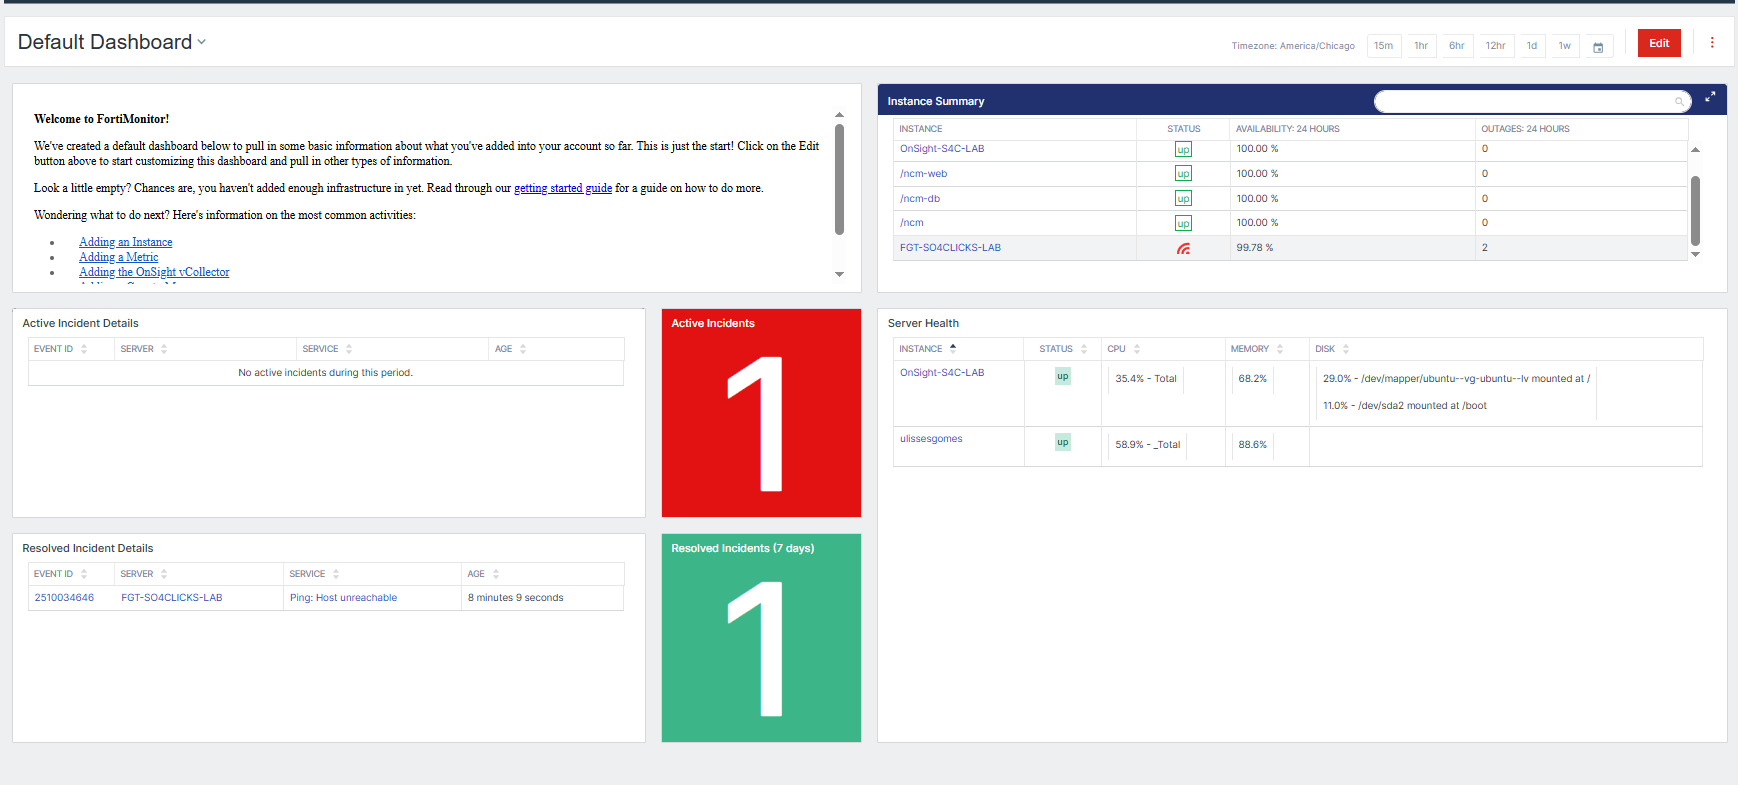 Default Dashboard
Timezone: America/Chicago 15m 1hr 6hr 12hr 1d 1w Edit
Welcome to FortiMonitor!
We've created a default dashboard below to pull in some basic information about what you've added into your account so far. This is just the start! Click on the Edit
button above to start customizing this dashboard and pull in other types of information.
Look a little empty? Chances are, you haven't added enough infrastructure in yet. Read through our getting started guide for a guide on how to do more.
Wondering what to do next? Here's information on the most common activities:
• Adding an Instance
• Adding a Metric
• Adding the OnSight vCollector
Instance Summary
INSTANCE STATUS AVAILABILITY: 24 HOURS OUTAGES: 24 HOURS
OnSight-S4C-LAB up 100.00 % 0
/ncm-web up 100.00 % 0
/ncm-db up 100.00 % 0
/ncm up 100.00 % 0
FGT-SO4CLICKS-LAB 99.78 % 2
Active Incident Details
EVENT ID SERVER SERVICE AGE
No active incidents during this period.
Active Incidents
1
Server Health
INSTANCE STATUS CPU MEMORY DISK
OnSight-S4C-LAB up 35.4% - Total 68.2% 29.0% - /dev/mapper/ubuntu--vg-ubuntu--lv mounted at /
11.0% - /dev/sda2 mounted at /boot
ulissesgomes up 58.9% - _Total 88.6%
Resolved Incident Details
EVENT ID SERVER SERVICE AGE
2510034646 FGT-SO4CLICKS-LAB Ping: Host unreachable 8 minutes 9 seconds
Resolved Incidents (7 days)
1